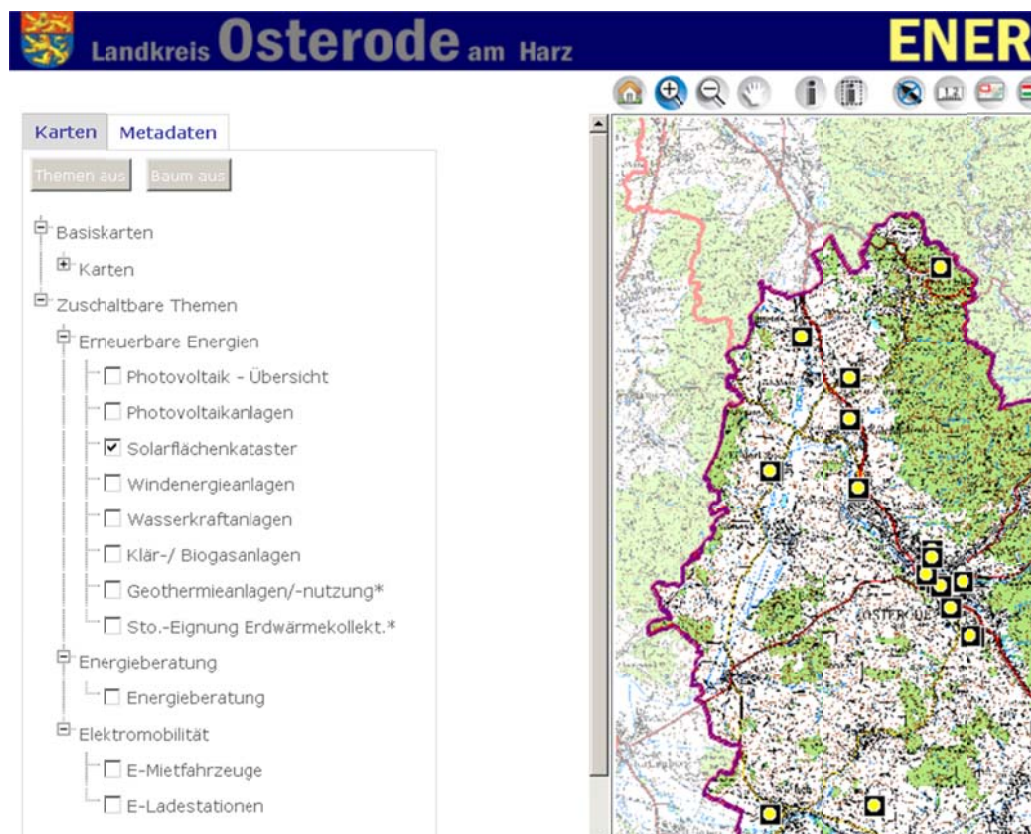 Landkreis Osterode am Harz
ENER
Karten Metadaten
Themen aus Baum aus
Basiskarten
Karten
Zuschaltbare Themen
Erneuerbare Energien
Photovoltaik - Übersicht
Photovoltaikanlagen
Solarflächenkataster
Windenergieanlagen
Wasserkraftanlagen
Klär-/ Biogasanlagen
Geothermieanlagen/-nutzung*
Sto.-Eignung Erdwärmekollekt.*
Energieberatung
Energieberatung
Elektromobilität
E-Mietfahrzeuge
E-Ladestationen
OSTERODE